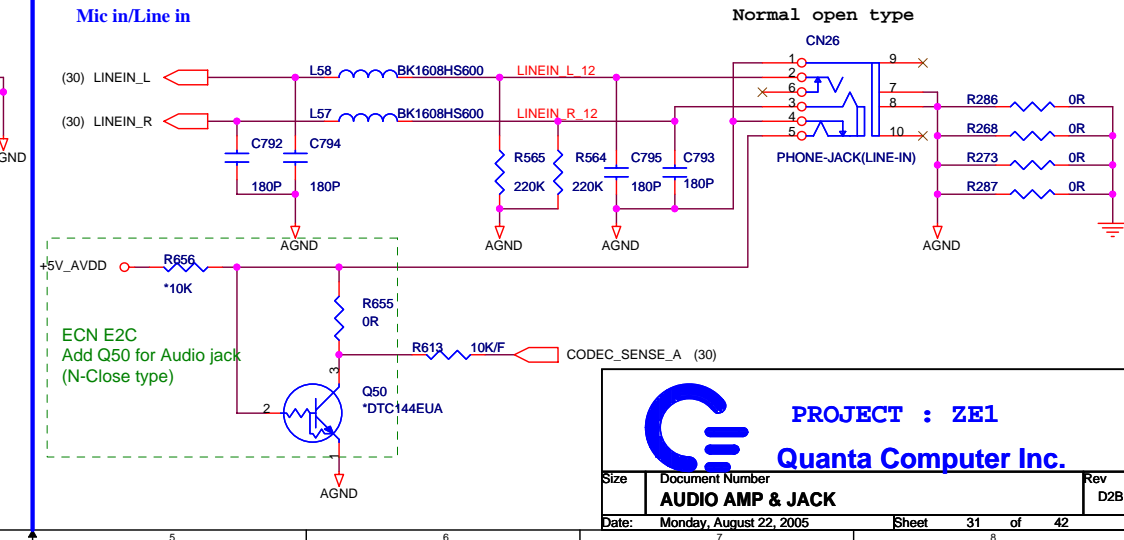 Mic in/Line in
Normal open type
CN26
(30) LINEIN_L
L58
BK1608HS600
LINEIN_L_12
1
2
6
3
4
5
9
7
8
10
(30) LINEIN_R
L57
BK1608HS600
LINEIN_R_12
R286 0R
R268 0R
R273 0R
R287 0R
C792
C794
180P
180P
R565
220K
R564
220K
C795
180P
C793
180P
PHONE-JACK(LINE-IN)
GND
AGND
AGND
AGND
AGND
+5V_AVDD
R656
*10K
R655
0R
ECN E2C
Add Q50 for Audio jack
(N-Close type)
R613
10K/F
CODEC_SENSE_A (30)
3
2
1
Q50
*DTC144EUA
AGND
PROJECT : ZE1
Quanta Computer Inc.
Size
Document Number
Rev
AUDIO AMP & JACK
D2B
Date:
Monday, August 22, 2005
Sheet 31 of 42
5
6
7
8